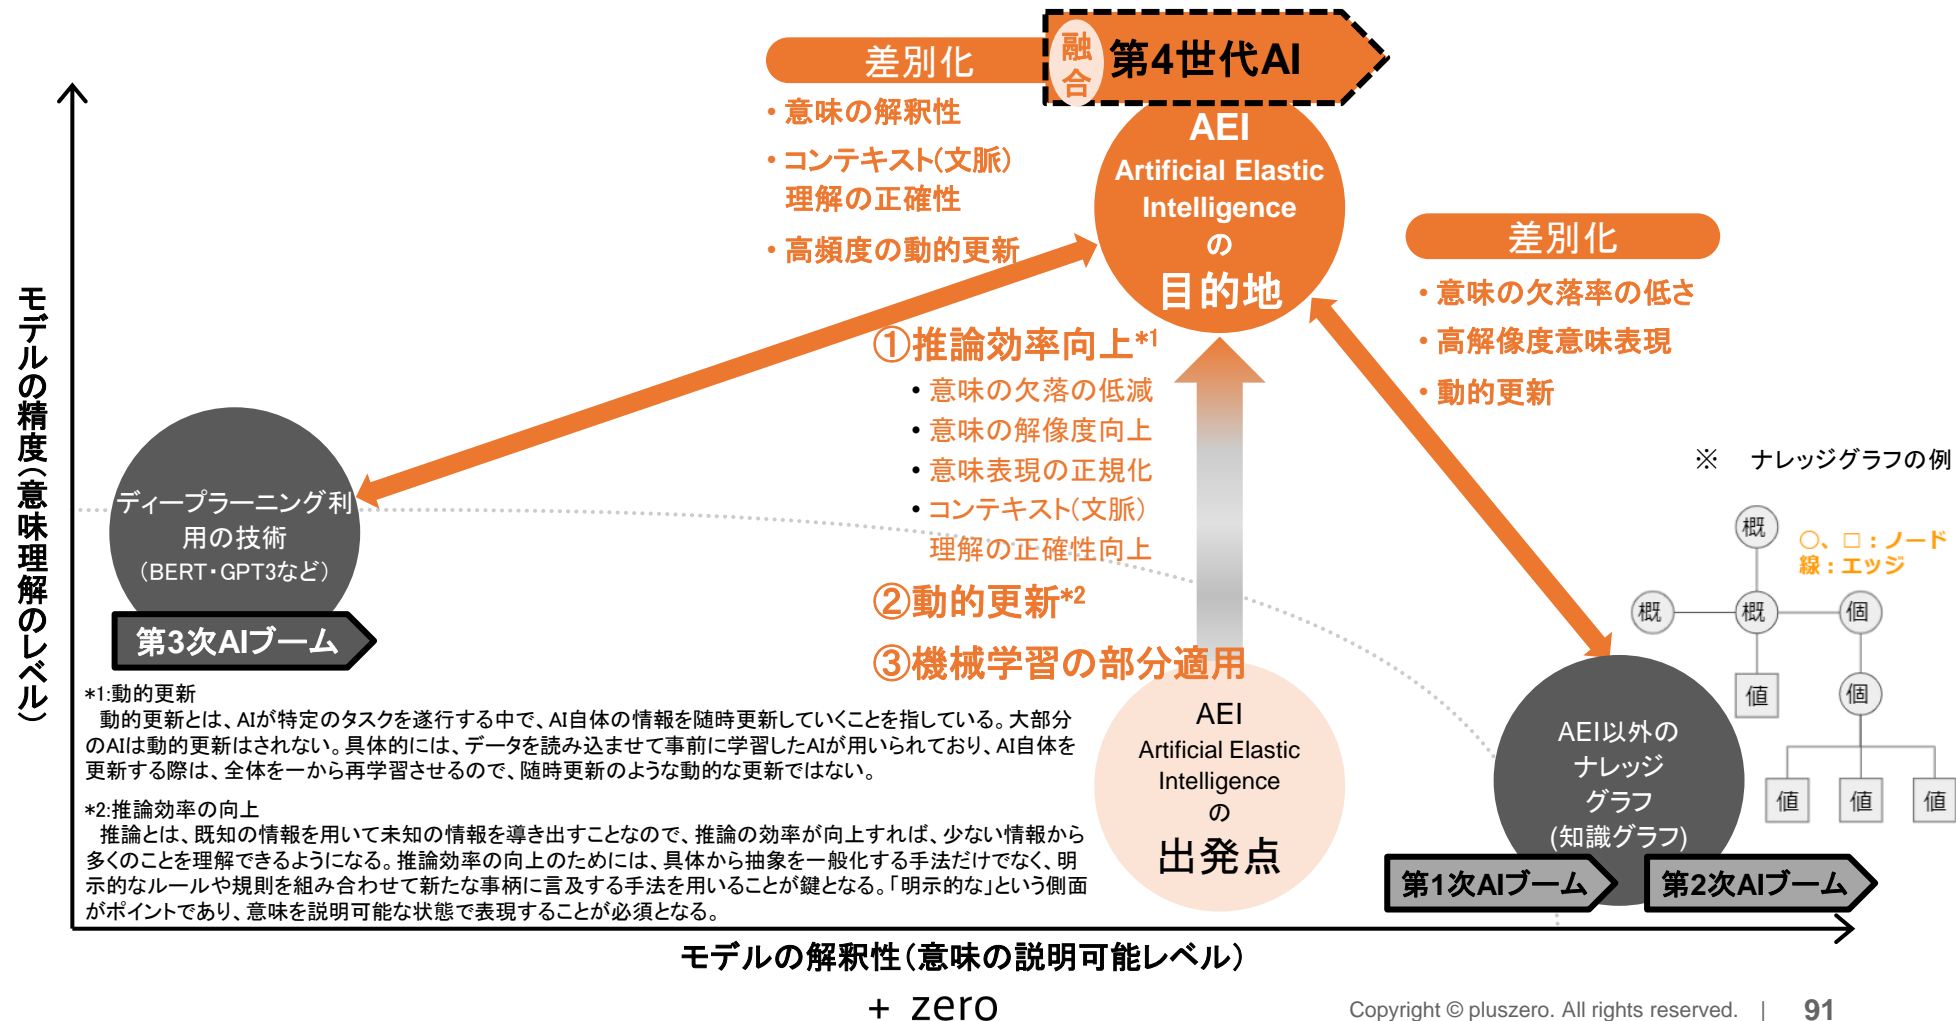 融合
第4世代AI
差別化
・意味の解釈性
・コンテキスト(文脈)
理解の正確性
・高頻度の動的更新
AEI
Artificial Elastic
Intelligence
の
目的地
差別化
・意味の欠落率の低さ
・高解像度意味表現
・動的更新
①推論効率向上*1
• 意味の欠落の低減
• 意味の解像度向上
• 意味表現の正規化
• コンテキスト(文脈)
理解の正確性向上
②動的更新*2
③機械学習の部分適用
モデルの精度(意味理解のレベル)
ディープラーニング利
用の技術
(BERT・GPT3など)
第3次AIブーム
※ ナレッジグラフの例
概
○、□:ノード
線:エッジ
概
概
個
値
個
値
値
値
*1:動的更新
動的更新とは、AIが特定のタスクを遂行する中で、AI自体の情報を随時更新していくことを指している。大部分
のAIは動的更新はされない。具体的には、データを読み込ませて事前に学習したAIが用いられており、AI自体を
更新する際は、全体を一から再学習させるので、随時更新のような動的な更新ではない。
*2:推論効率の向上
推論とは、既知の情報を用いて未知の情報を導き出すことなので、推論の効率が向上すれば、少ない情報から
多くのことを理解できるようになる。推論効率の向上のためには、具体から抽象を一般化する手法だけでなく、明
示的なルールや規則を組み合わせて新たな事柄に言及する手法を用いることが鍵となる。「明示的な」という側面
がポイントであり、意味を説明可能な状態で表現することが必須となる。
AEI
Artificial Elastic
Intelligence
の
出発点
AEI以外の
ナレッジ
グラフ
(知識グラフ)
第1次AIブーム
第2次AIブーム
モデルの解釈性(意味の説明可能レベル)
+ zero
Copyright © pluszero. All rights reserved. | 91